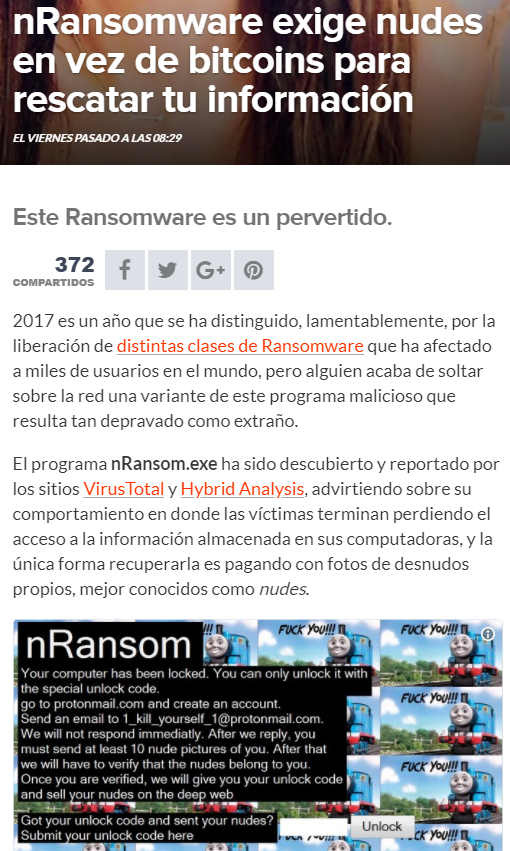 nRansomware exige nudes
en vez de bitcoins para
rescatar tu información
EL VIERNES PASADO A LAS 08:29
Este Ransomware es un pervertido.
372
COMPARTIDOS
2017 es un año que se ha distinguido, lamentablemente, por la
liberación de distintas clases de Ransomware que ha afectado
a miles de usuarios en el mundo, pero alguien acaba de soltar
sobre la red una variante de este programa malicioso que
resulta tan depravado como extraño.
El programa nRansom.exe ha sido descubierto y reportado por
los sitios VirusTotal y Hybrid Analysis, advirtiendo sobre su
comportamiento en donde las víctimas terminan perdiendo el
acceso a la información almacenada en sus computadoras, y la
única forma recuperarla es pagando con fotos de desnudos
propios, mejor conocidos como nudes.
nRansom
Your computer has been locked. You can only unlock it with
the special unlock code.
go to protonmail.com and create an account.
Send an email to 1_kill_yourself_1@protonmail.com.
We will not respond immediatly. After we reply, you
must send at least 10 nude pictures of you. After that
we will have to verify that the nudes belong to you.
Once you are verified, we will give you your unlock code
and sell your nudes on the deep web
Got your unlock code and sent your nudes?
Submit your unlock code here
Unlock
!!!
FUCK YOU!!!
FUCK YOU!!!
FUCK YOU!!!
FUCK YOU!!!
CK YOU!!!